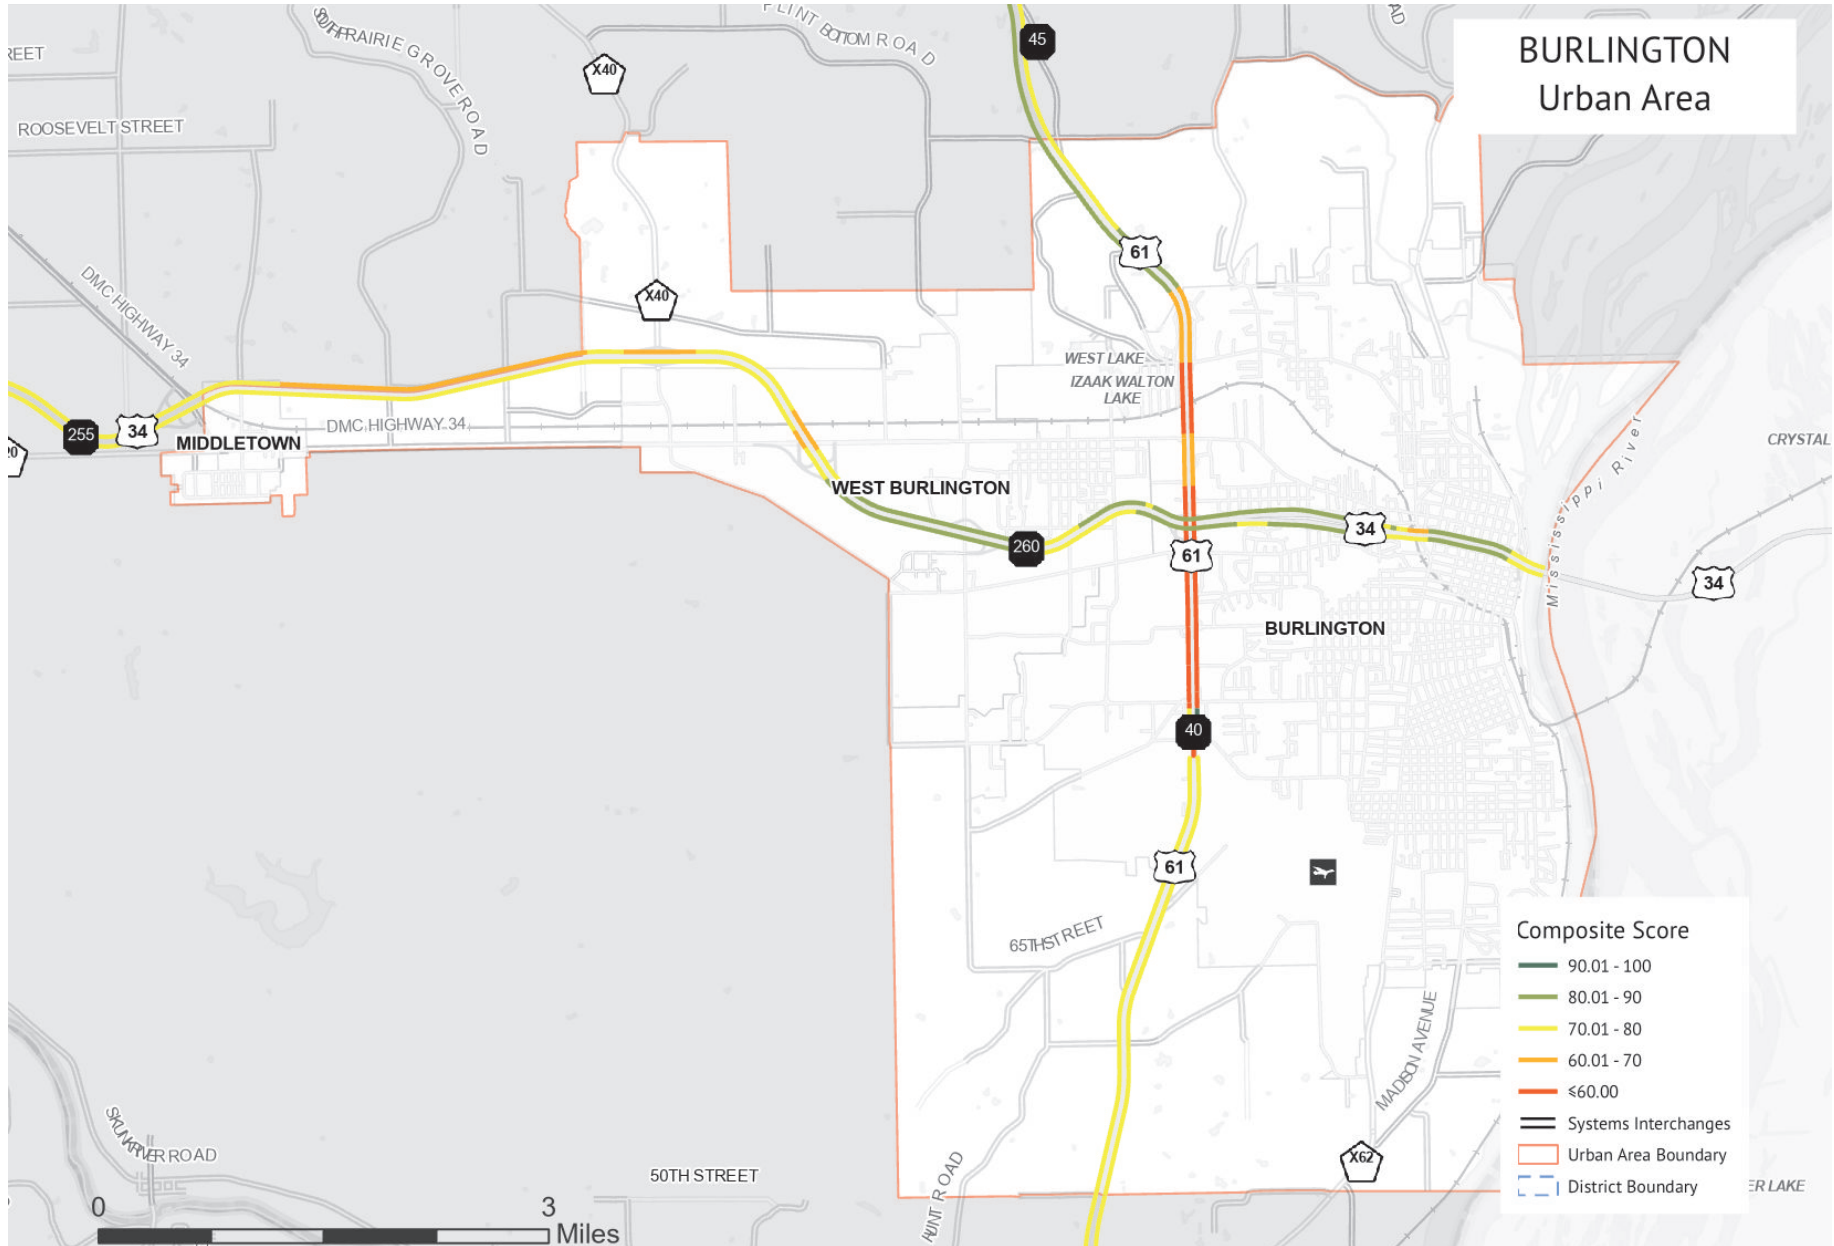 BURLINGTON
Urban Area
SOUTH PRAIRIE GROVE ROAD
FLINT BOTTOM ROAD
45
X40
ROOSEVELT STREET
61
DMC HIGHWAY 34
X40
WEST LAKE
IZAAK WALTON
LAKE
255
34
MIDDLETOWN
DMC HIGHWAY 34
CRYSTAL
WEST BURLINGTON
Mississippi River
260
61
34
34
BURLINGTON
40
61
65TH STREET
MADISON AVENUE
HUNT ROAD
SKUNK RIVER ROAD
50TH STREET
X62
ER LAKE
Composite Score
90.01 - 100
80.01 - 90
70.01 - 80
60.01 - 70
≤60.00
Systems Interchanges
Urban Area Boundary
District Boundary
0
3
Miles